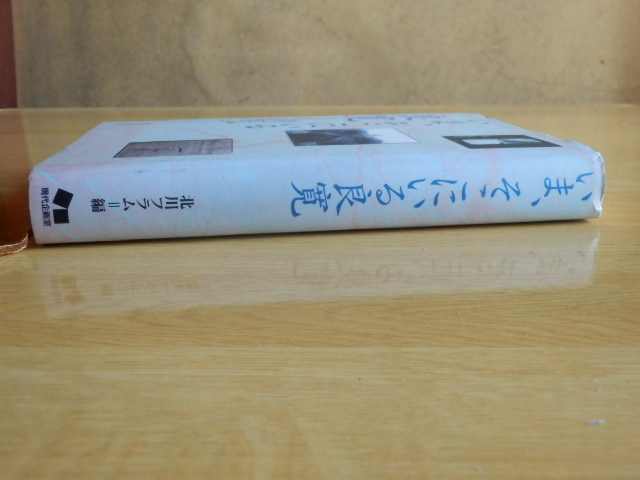 いま、そこにいる良寛
北川フラム＝編
現代企画室